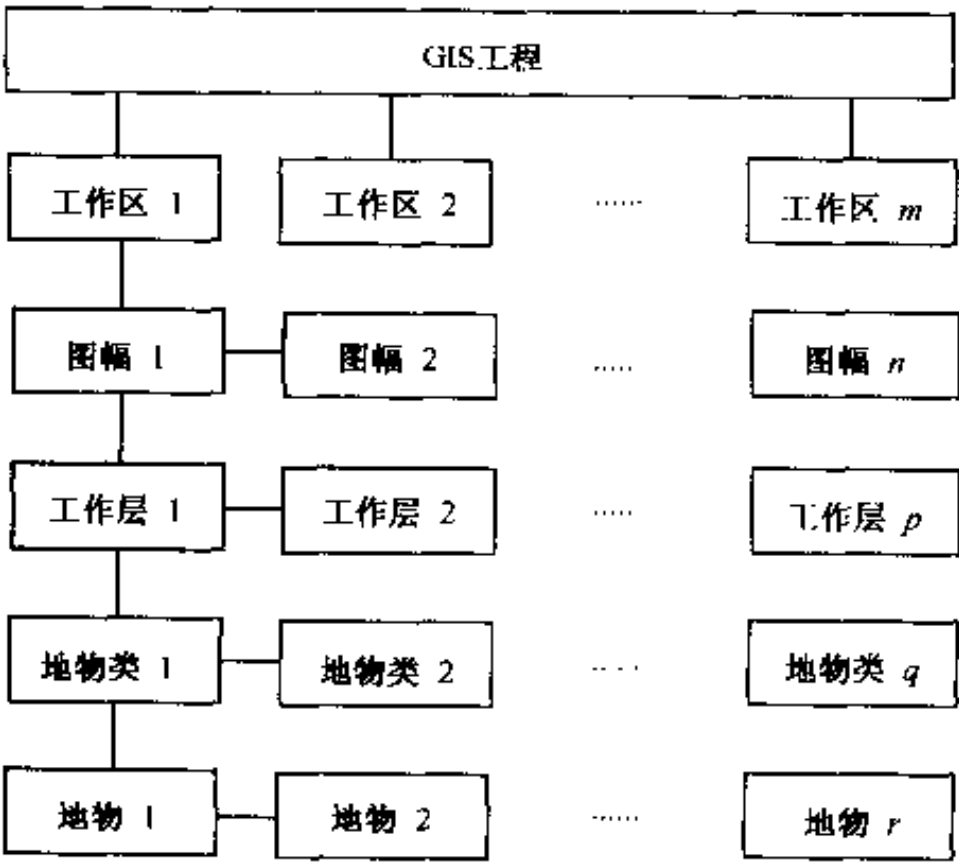 GIS工程
工作区 1 工作区 2 …… 工作区 m
图幅 1 图幅 2 …… 图幅 n
工作层 1 工作层 2 …… 工作层 p
地物类 1 地物类 2 …… 地物类 q
地物 1 地物 2 …… 地物 r